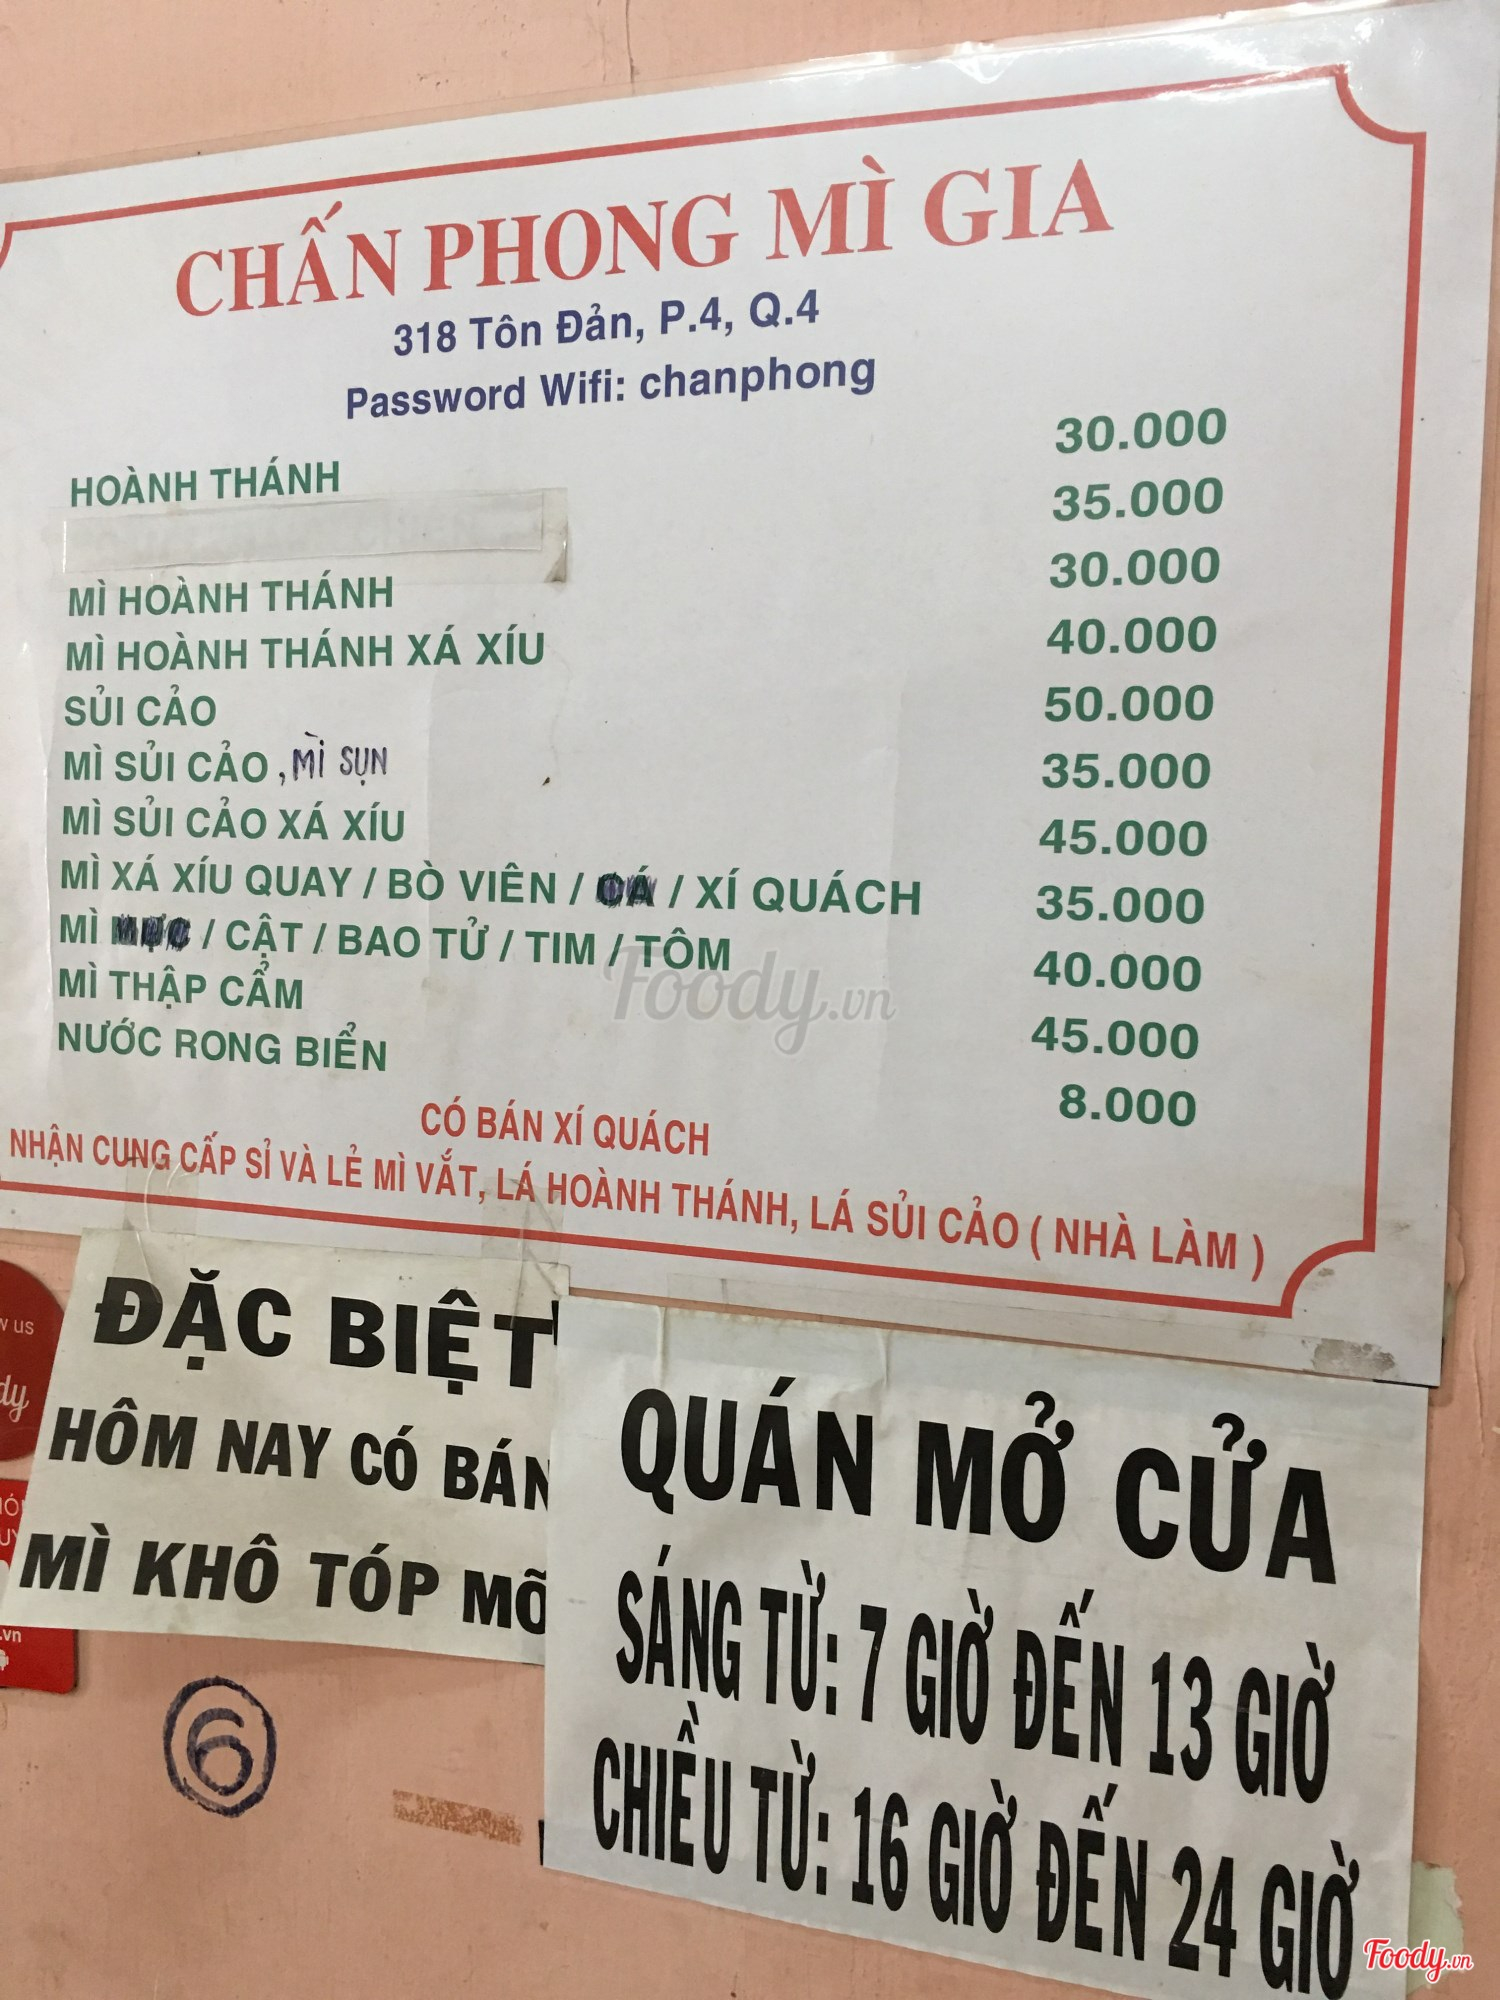 CHẤN PHONG MÌ GIA
318 Tôn Đản, P.4, Q.4
Password Wifi: chanphong
HOÀNH THÁNH 30.000
35.000
MÌ HOÀNH THÁNH 30.000
MÌ HOÀNH THÁNH XÁ XÍU 40.000
SỦI CẢO 50.000
MÌ SỦI CẢO, MÌ SỤN 35.000
MÌ SỦI CẢO XÁ XÍU 45.000
MÌ XÁ XÍU QUAY / BÒ VIÊN / CÁ / XÍ QUÁCH 35.000
MÌ MỰC / CẬT / BAO TỬ / TIM / TÔM 40.000
MÌ THẬP CẨM 45.000
NƯỚC RONG BIỂN 8.000
CÓ BÁN XÍ QUÁCH
NHẬN CUNG CẤP SỈ VÀ LẺ MÌ VẮT, LÁ HOÀNH THÁNH, LÁ SỦI CẢO ( NHÀ LÀM )
Foody.vn
ĐẶC BIỆT
HÔM NAY CÓ BÁN
MÌ KHÔ TÓP MỠ
QUÁN MỞ CỬA
SÁNG TỪ: 7 GIỜ ĐẾN 13 GIỜ
CHIỀU TỪ: 16 GIỜ ĐẾN 24 GIỜ
us
.vn
6
Foody.vn